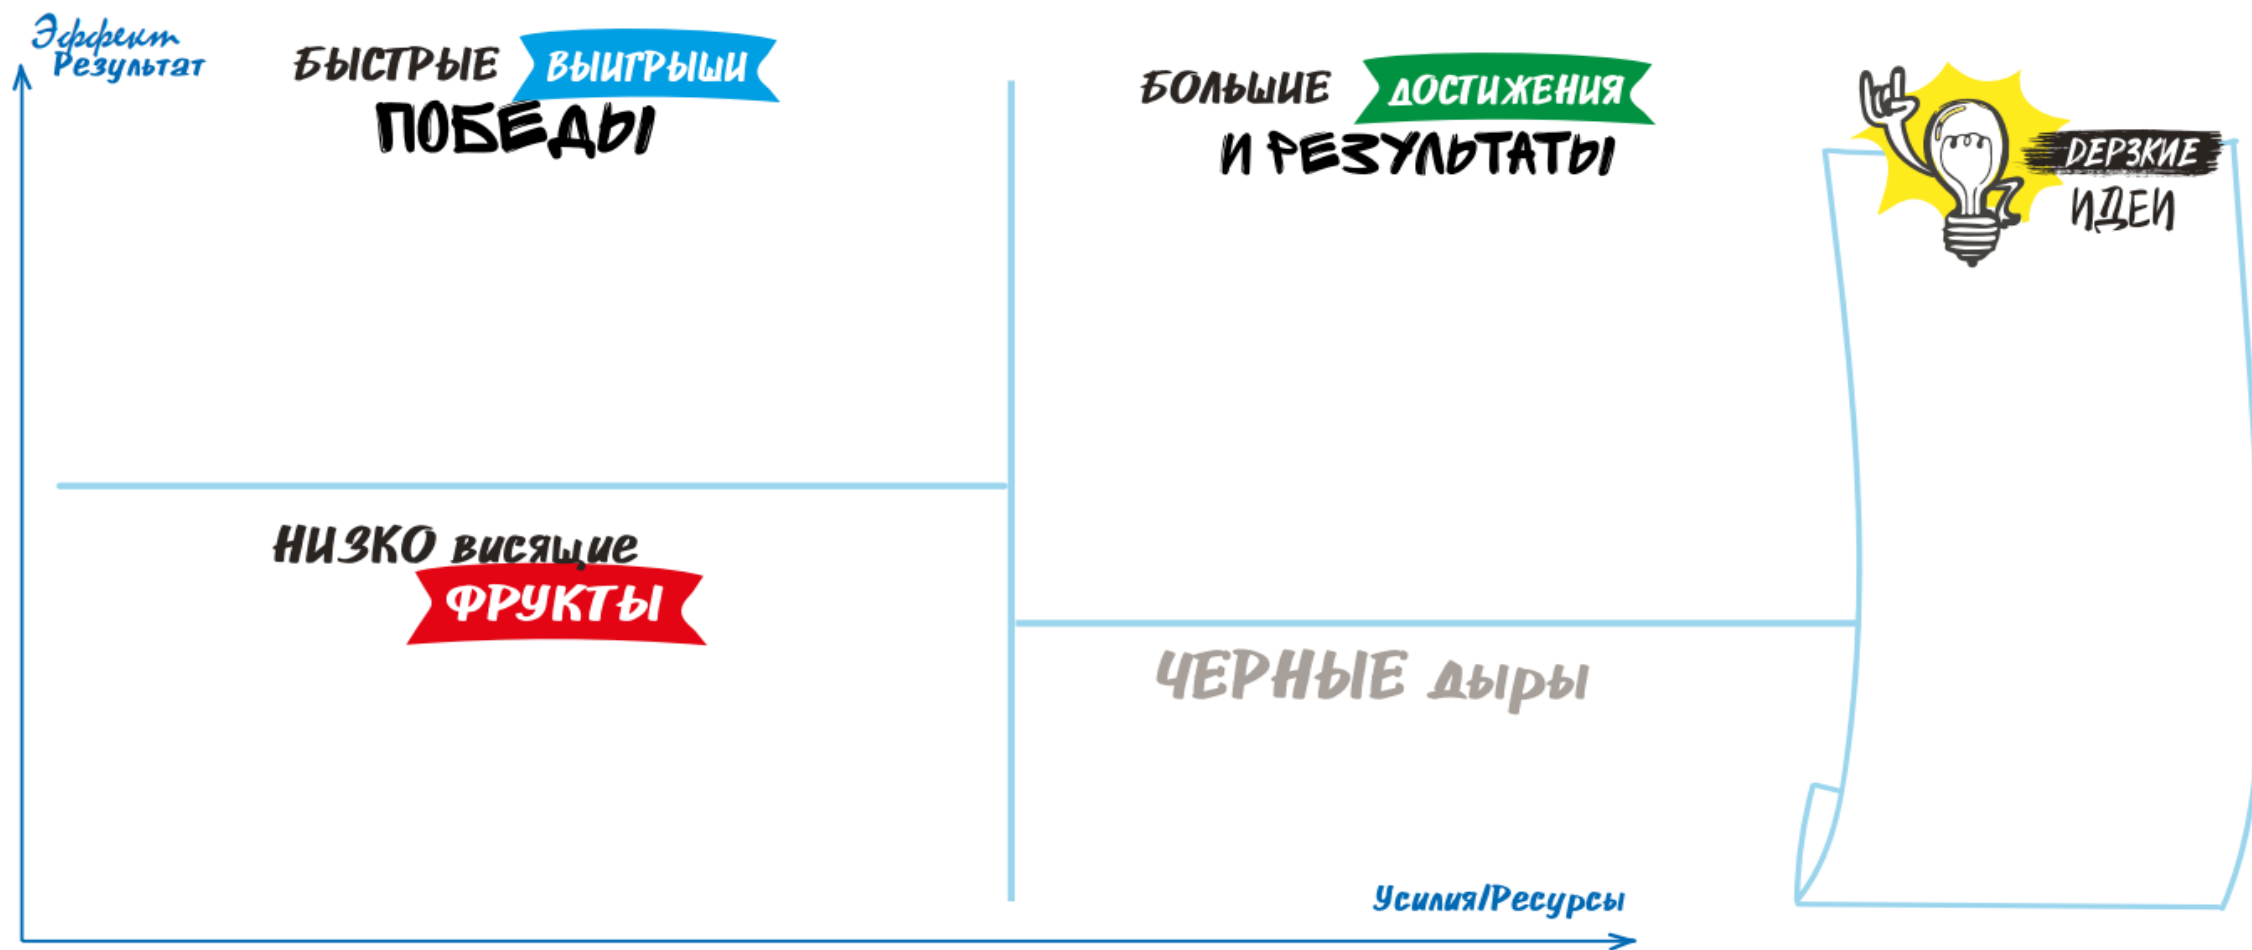 Эффект
Результат
БЫСТРЫЕ ВЫИГРЫШИ
ПОБЕДЫ
БОЛЬШИЕ ДОСТИЖЕНИЯ
И РЕЗУЛЬТАТЫ
ДЕРЗКИЕ
ИДЕИ
НИЗКО висящие
ФРУКТЫ
ЧЕРНЫЕ дыры
Усилия/Ресурсы